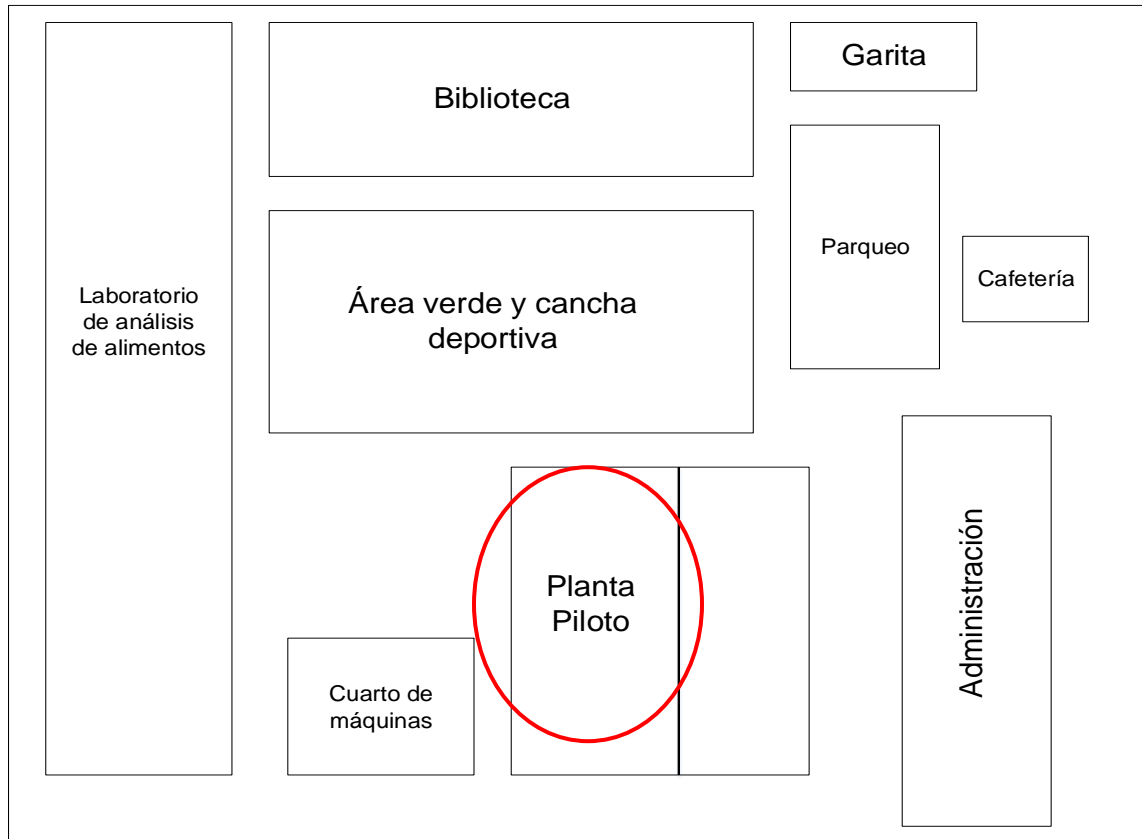 Biblioteca
Garita
Parqueo
Cafetería
Laboratorio
de análisis
de alimentos
Área verde y cancha
deportiva
Planta
Piloto
Administración
Cuarto de
máquinas